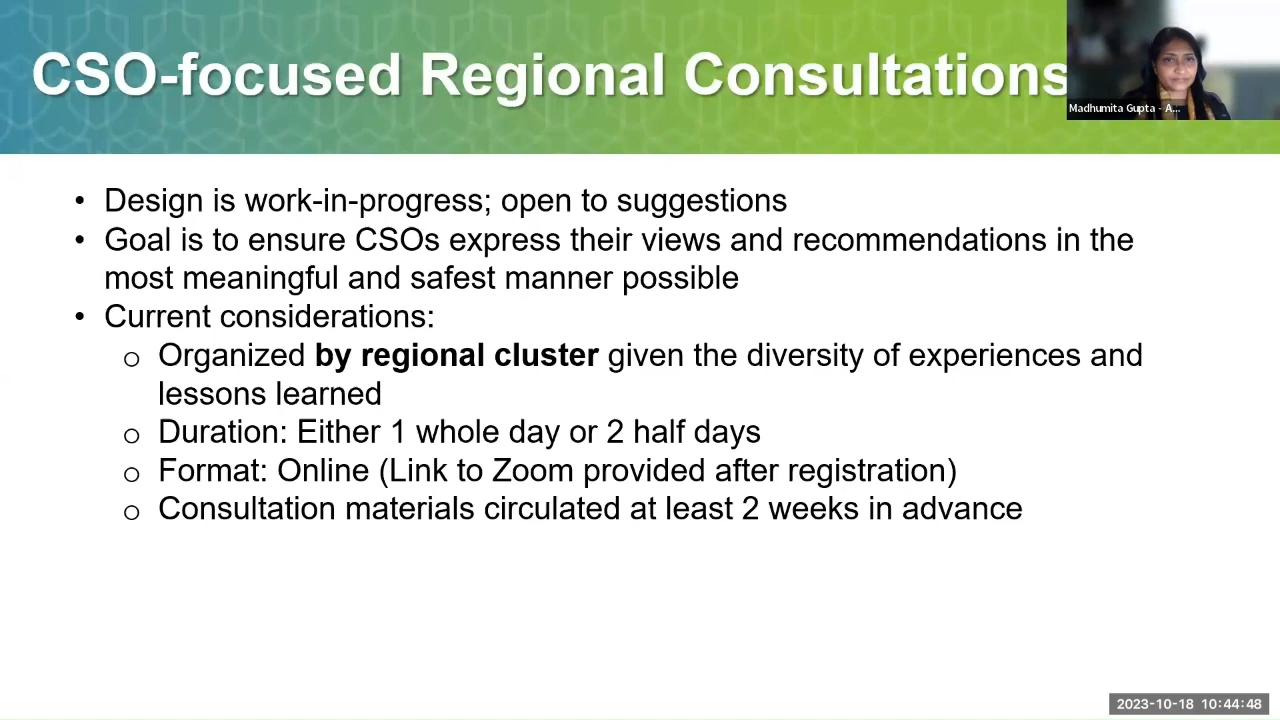 CSO-focused Regional Consultations
Madhumita Gupta - A...
• Design is work-in-progress; open to suggestions
• Goal is to ensure CSOs express their views and recommendations in the
most meaningful and safest manner possible
• Current considerations:
o Organized by regional cluster given the diversity of experiences and
lessons learned
o Duration: Either 1 whole day or 2 half days
o Format: Online (Link to Zoom provided after registration)
o Consultation materials circulated at least 2 weeks in advance
2023-10-18 10:44:48